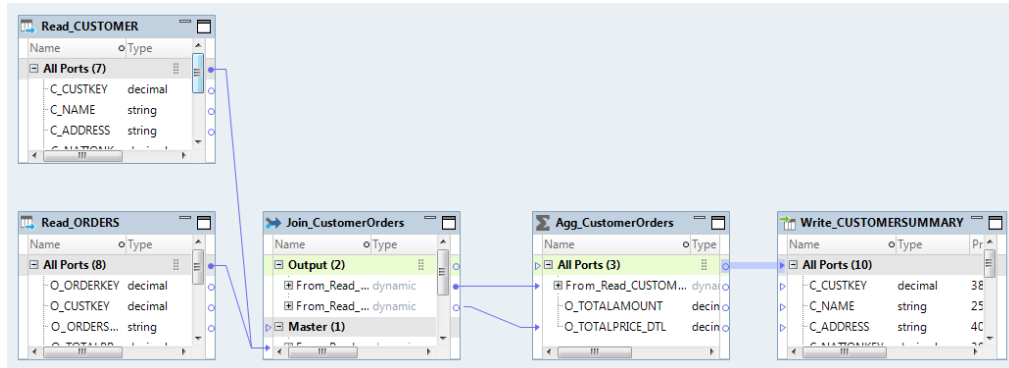 Read_CUSTOMER
Name Type
All Ports (7)
C_CUSTKEY decimal
C_NAME string
C_ADDRESS string
Read_ORDERS
Name Type
All Ports (8)
O_ORDERKEY decimal
O_CUSTKEY decimal
O_ORDERS... string
Join_CustomerOrders
Name Type
Output (2)
From_Read_... dynamic
From_Read_... dynamic
Master (1)
Agg_CustomerOrders
Name Type
All Ports (3)
From_Read_CUSTOM...
O_TOTALAMOUNT
O_TOTALPRICE_DTL
Write_CUSTOMERSUMMARY
Name Type
All Ports (10)
C_CUSTKEY decimal 38
C_NAME string 25
C_ADDRESS string 40